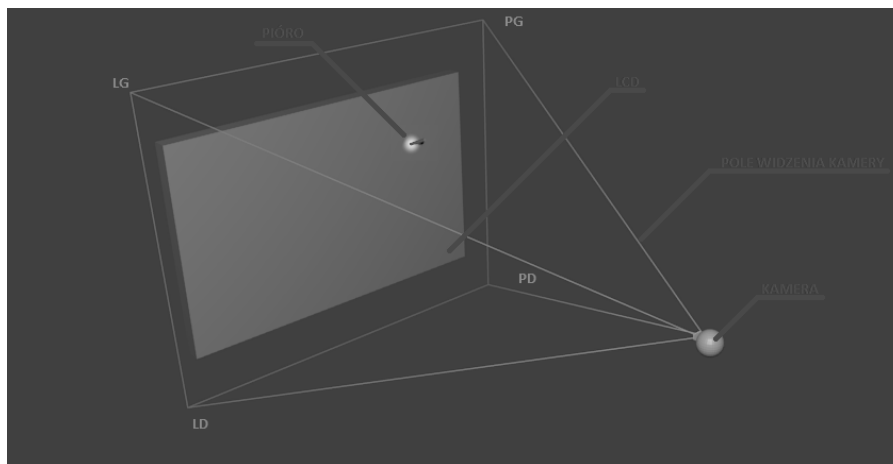 PG
PIÓRO
LG
LCD
POLE WIDZENIA KAMERY
PD
KAMERA
LD